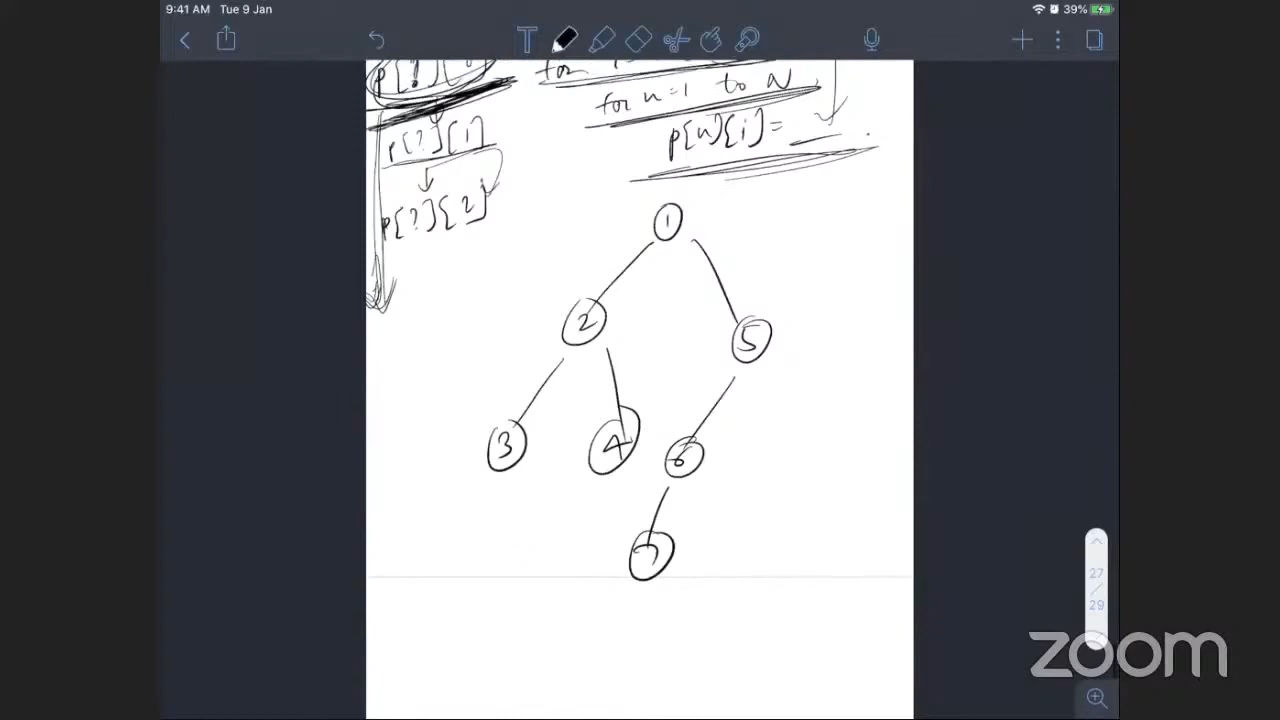 9:41 AM Tue 9 Jan
39%
T
p[?][
for
for u=1 to N
p[u][i]=
p[?][1]
p[?][2]
1
2
5
3
4
6
7
27
/
29
zoom